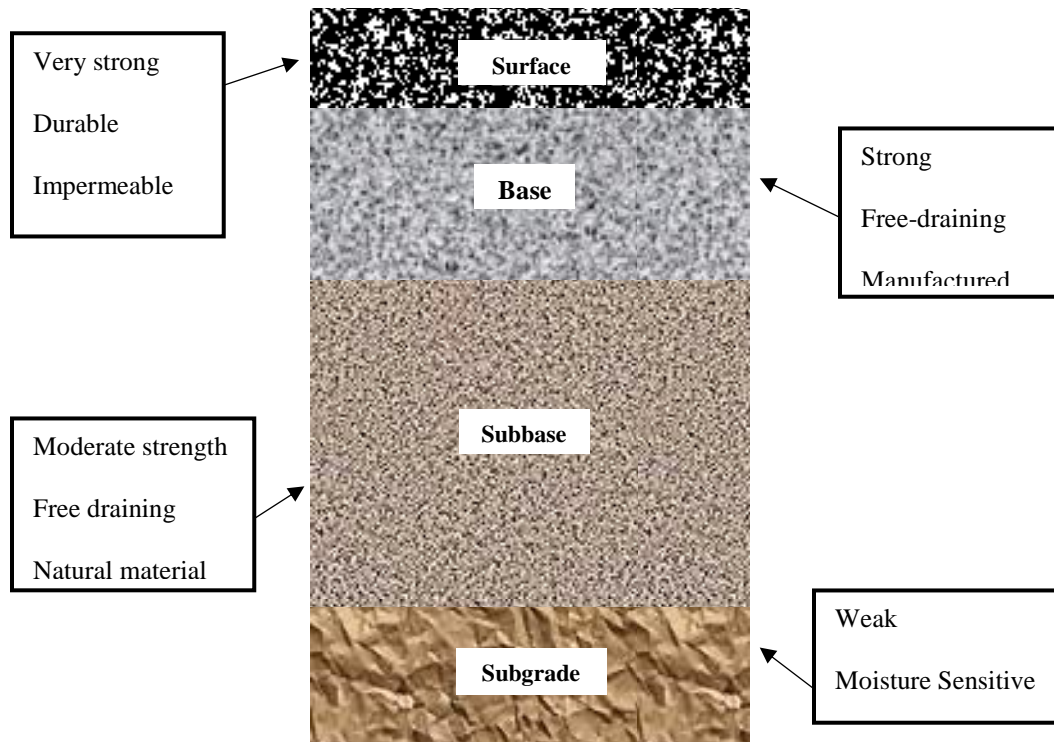 Very strong
Durable
Impermeable
Surface
Base
Strong
Free-draining
Manufactured
Subbase
Moderate strength
Free draining
Natural material
Subgrade
Weak
Moisture Sensitive